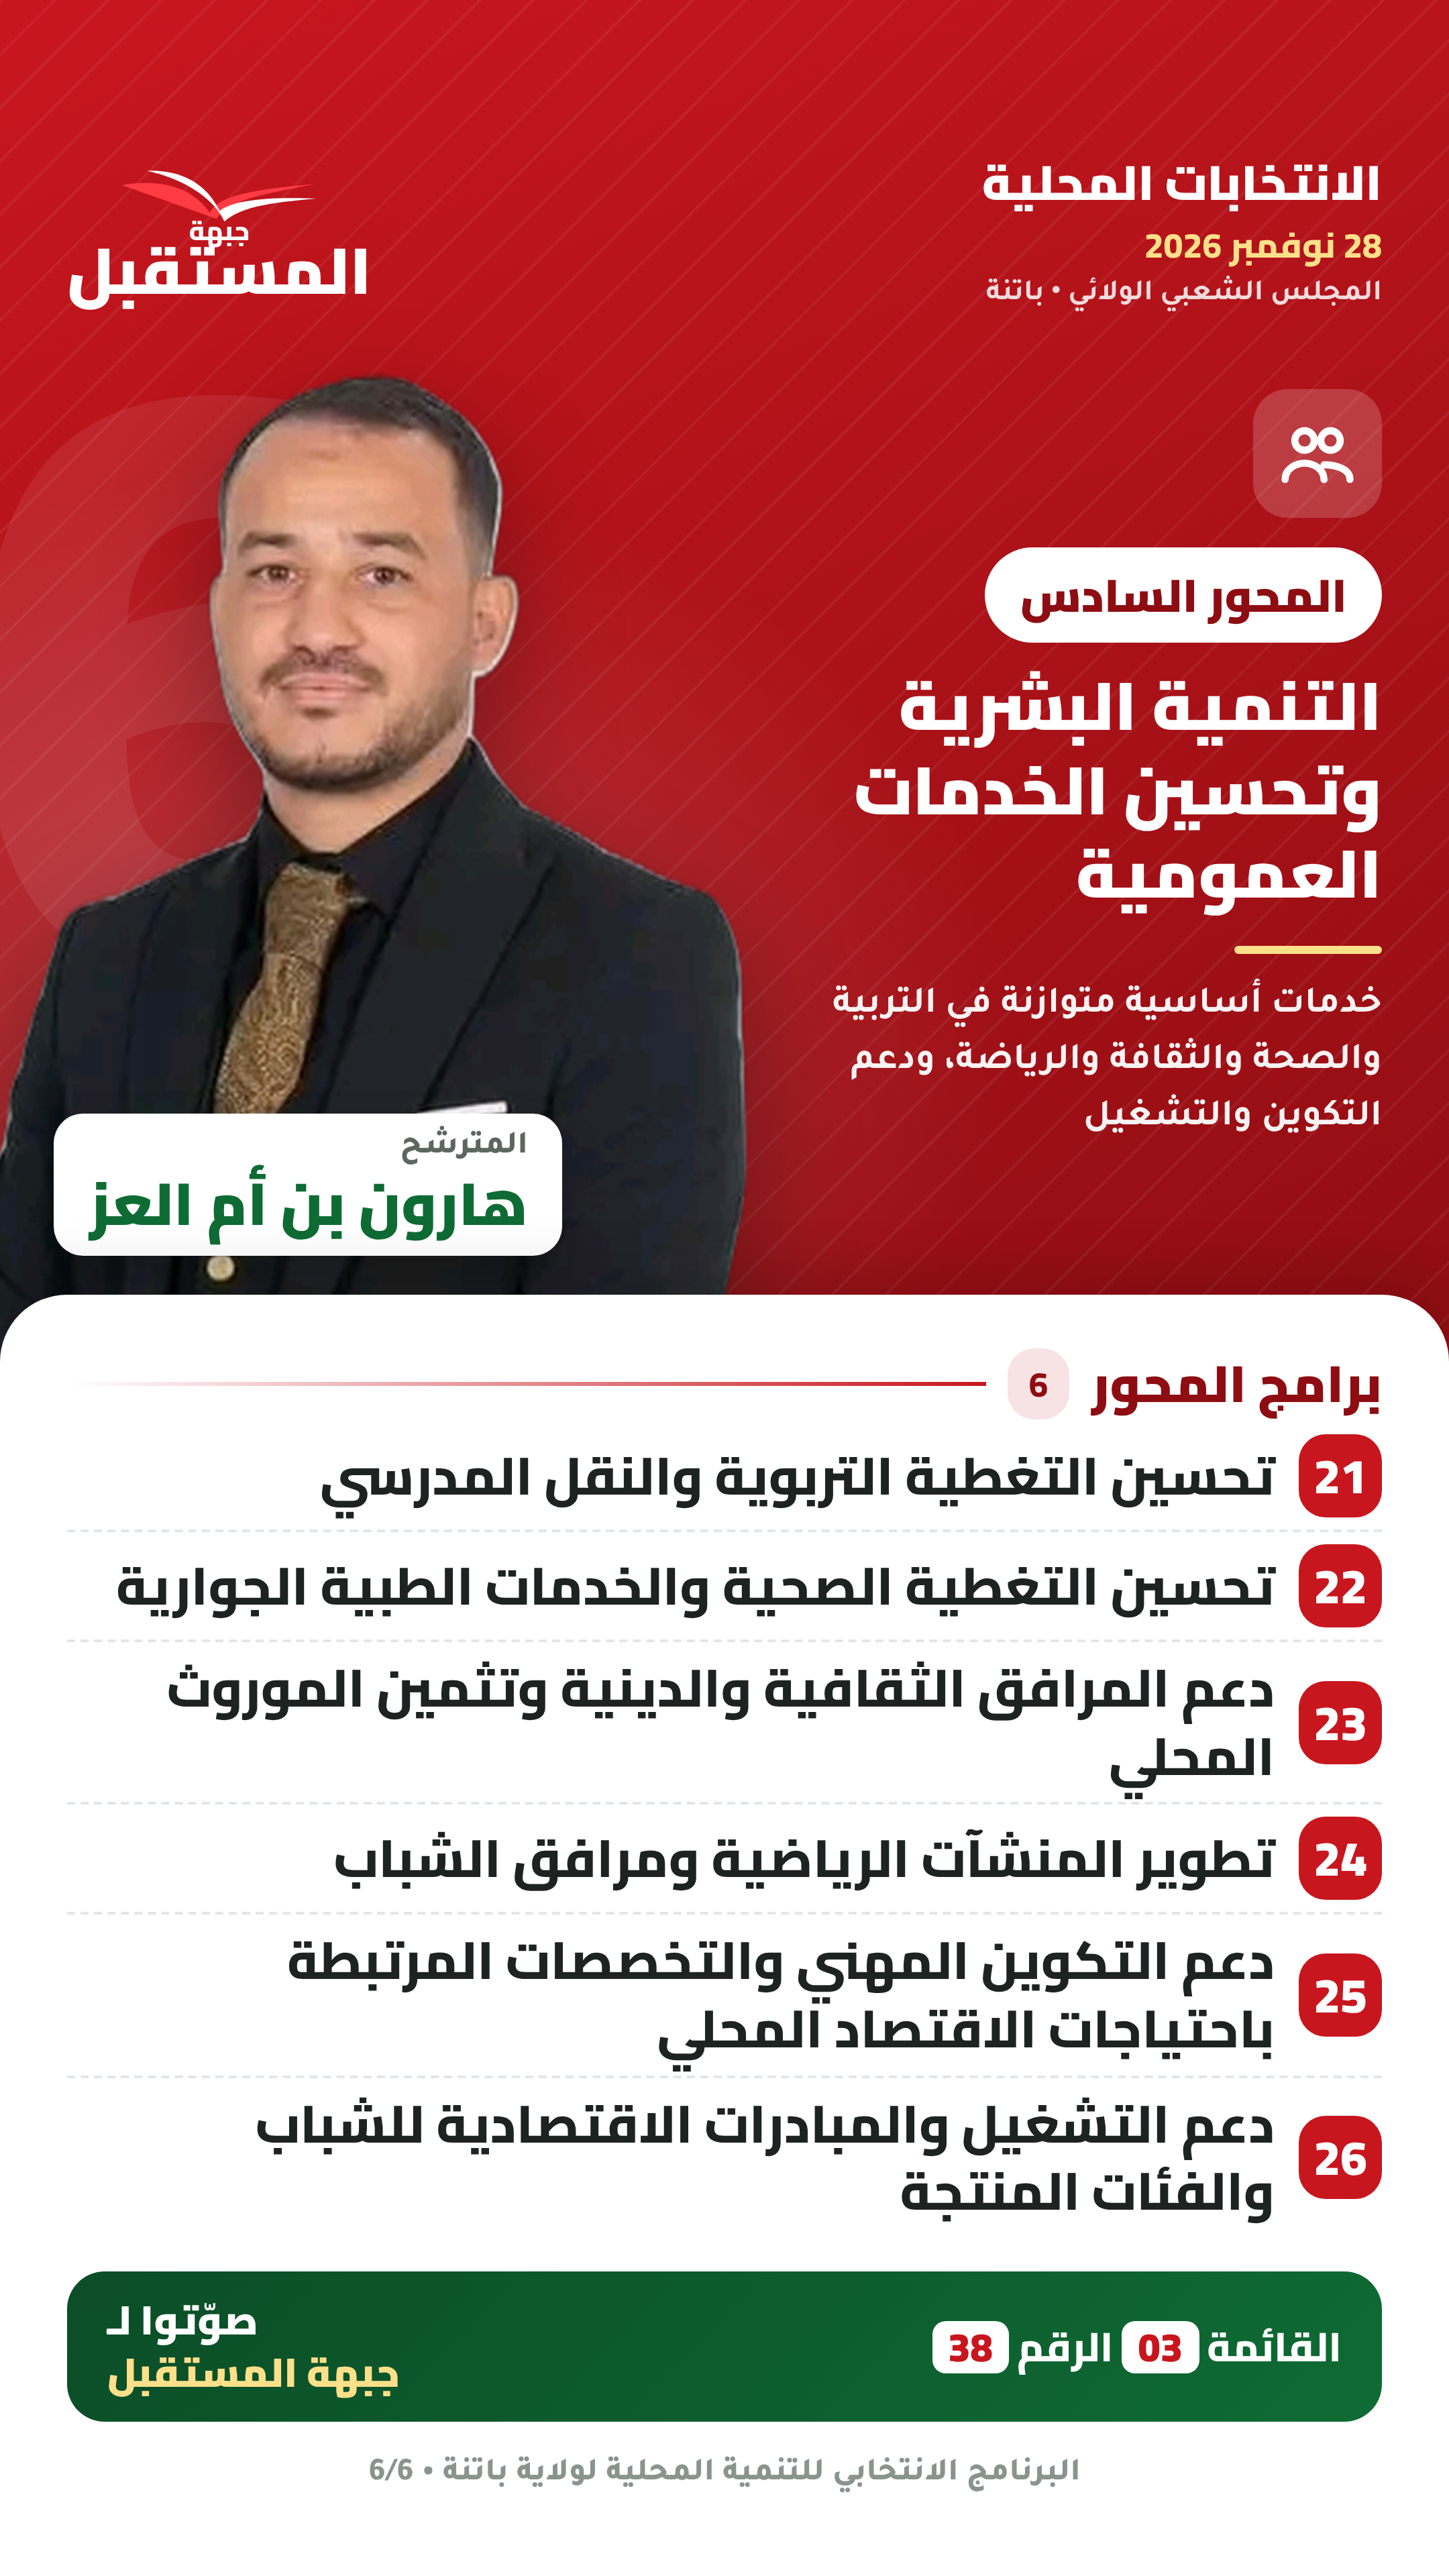 الانتخابات المحلية
28 نوفمبر 2026
المجلس الشعبي الولائي • باتنة
جبهة
المستقبل
المحور السادس
التنمية البشرية
وتحسين الخدمات
العمومية
خدمات أساسية متوازنة في التربية
والصحة والثقافة والرياضة، ودعم
التكوين والتشغيل
المترشح
هارون بن أم العز
برامج المحور 6
21 تحسين التغطية التربوية والنقل المدرسي
22 تحسين التغطية الصحية والخدمات الطبية الجوارية
23 دعم المرافق الثقافية والدينية وتثمين الموروث
المحلي
24 تطوير المنشآت الرياضية ومرافق الشباب
25 دعم التكوين المهني والتخصصات المرتبطة
باحتياجات الاقتصاد المحلي
26 دعم التشغيل والمبادرات الاقتصادية للشباب
والفئات المنتجة
القائمة 03 الرقم 38
صوّتوا لـ
جبهة المستقبل
البرنامج الانتخابي للتنمية المحلية لولاية باتنة • 6/6